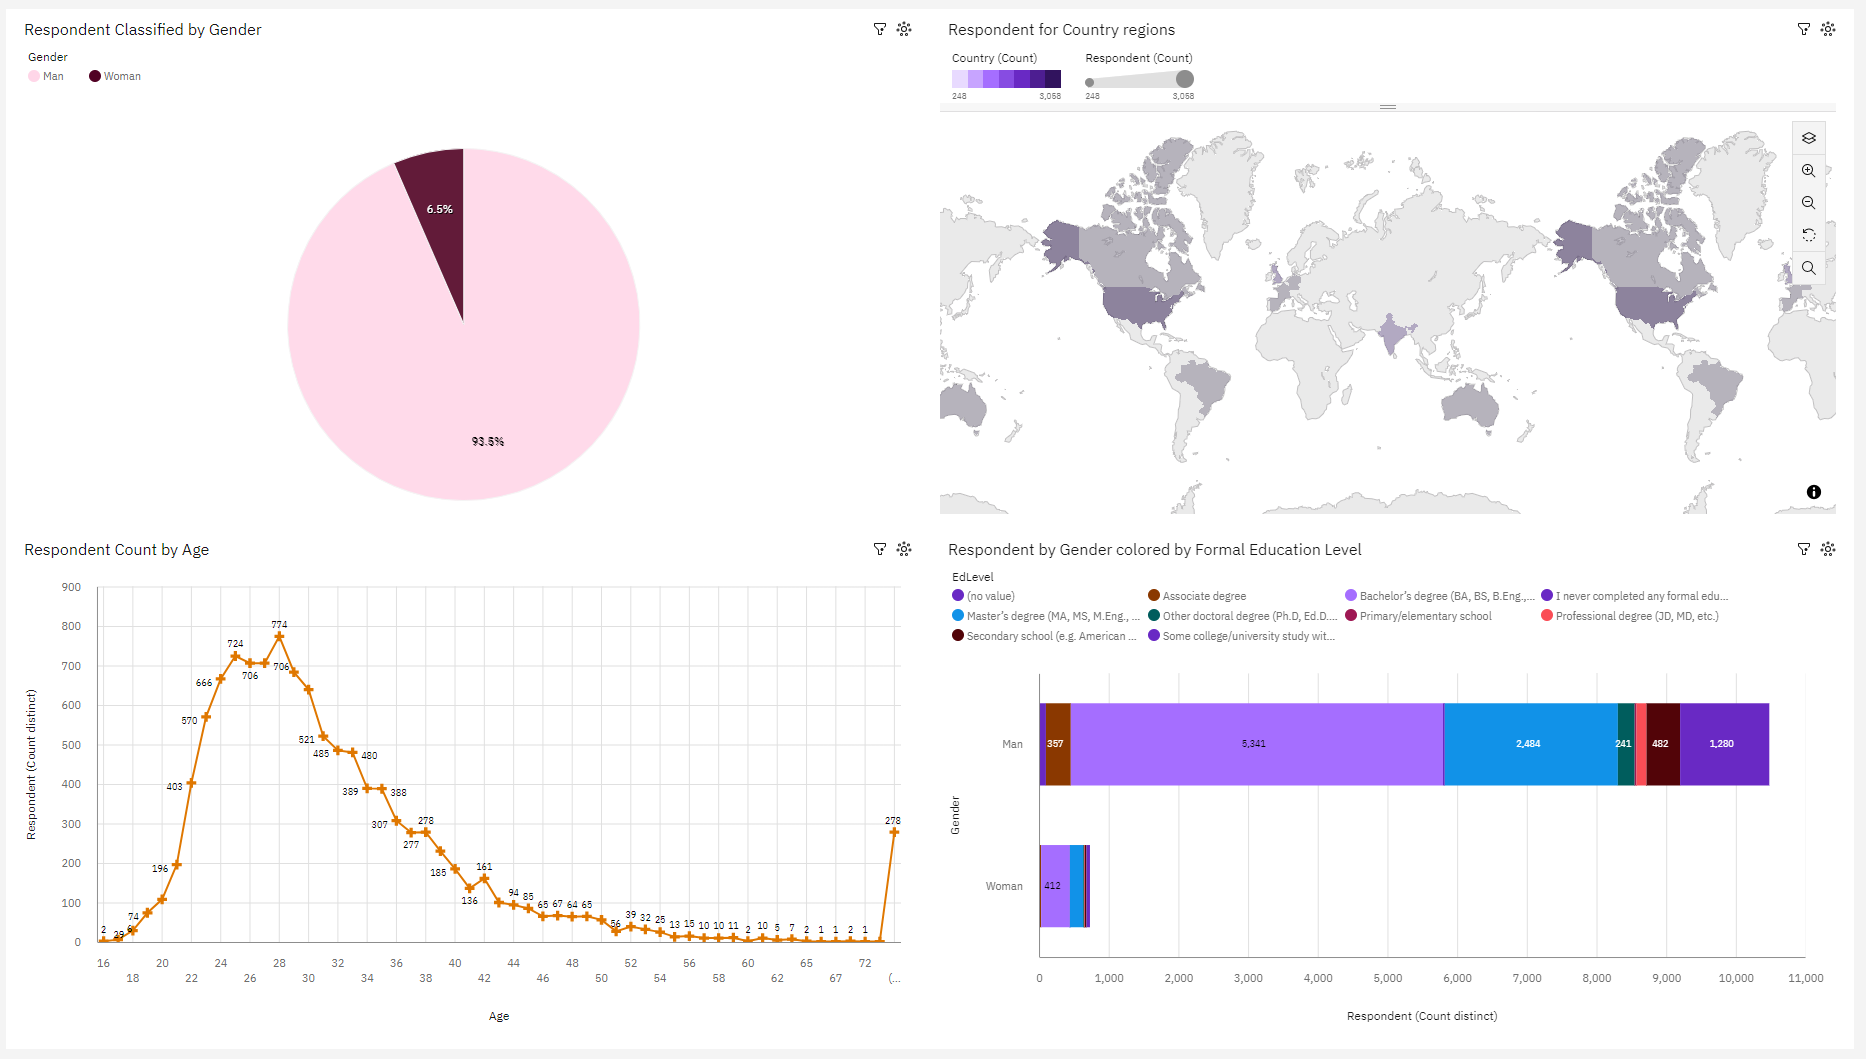 Respondent Classified by Gender
Gender
Man Woman
6.5%
93.5%
Respondent for Country regions
Country (Count) Respondent (Count)
248 3,058 248 3,058
Respondent Count by Age
Respondent (Count distinct)
900
800
700
600
500
400
300
200
100
0
2 29 74 196 403 570 666 724 706 774 706 521 485 480 389 388 307 277 278 185 136 161 94 85 65 67 64 65 56 39 32 25 13 15 10 10 11 2 10 5 7 2 1 1 2 1 278
16 20 24 28 32 36 40 44 48 52 56 60 65 72
18 22 26 30 34 38 42 46 50 54 58 62 67 (...
Age
Respondent by Gender colored by Formal Education Level
EdLevel
(no value) Associate degree Bachelor's degree (BA, BS, B.Eng.,... I never completed any formal edu...
Master's degree (MA, MS, M.Eng., ... Other doctoral degree (Ph.D, Ed.D.... Primary/elementary school Professional degree (JD, MD, etc.)
Secondary school (e.g. American ... Some college/university study wit...
Gender
Man 357 5,341 2,484 241 482 1,280
Woman 412
0 1,000 2,000 3,000 4,000 5,000 6,000 7,000 8,000 9,000 10,000 11,000
Respondent (Count distinct)